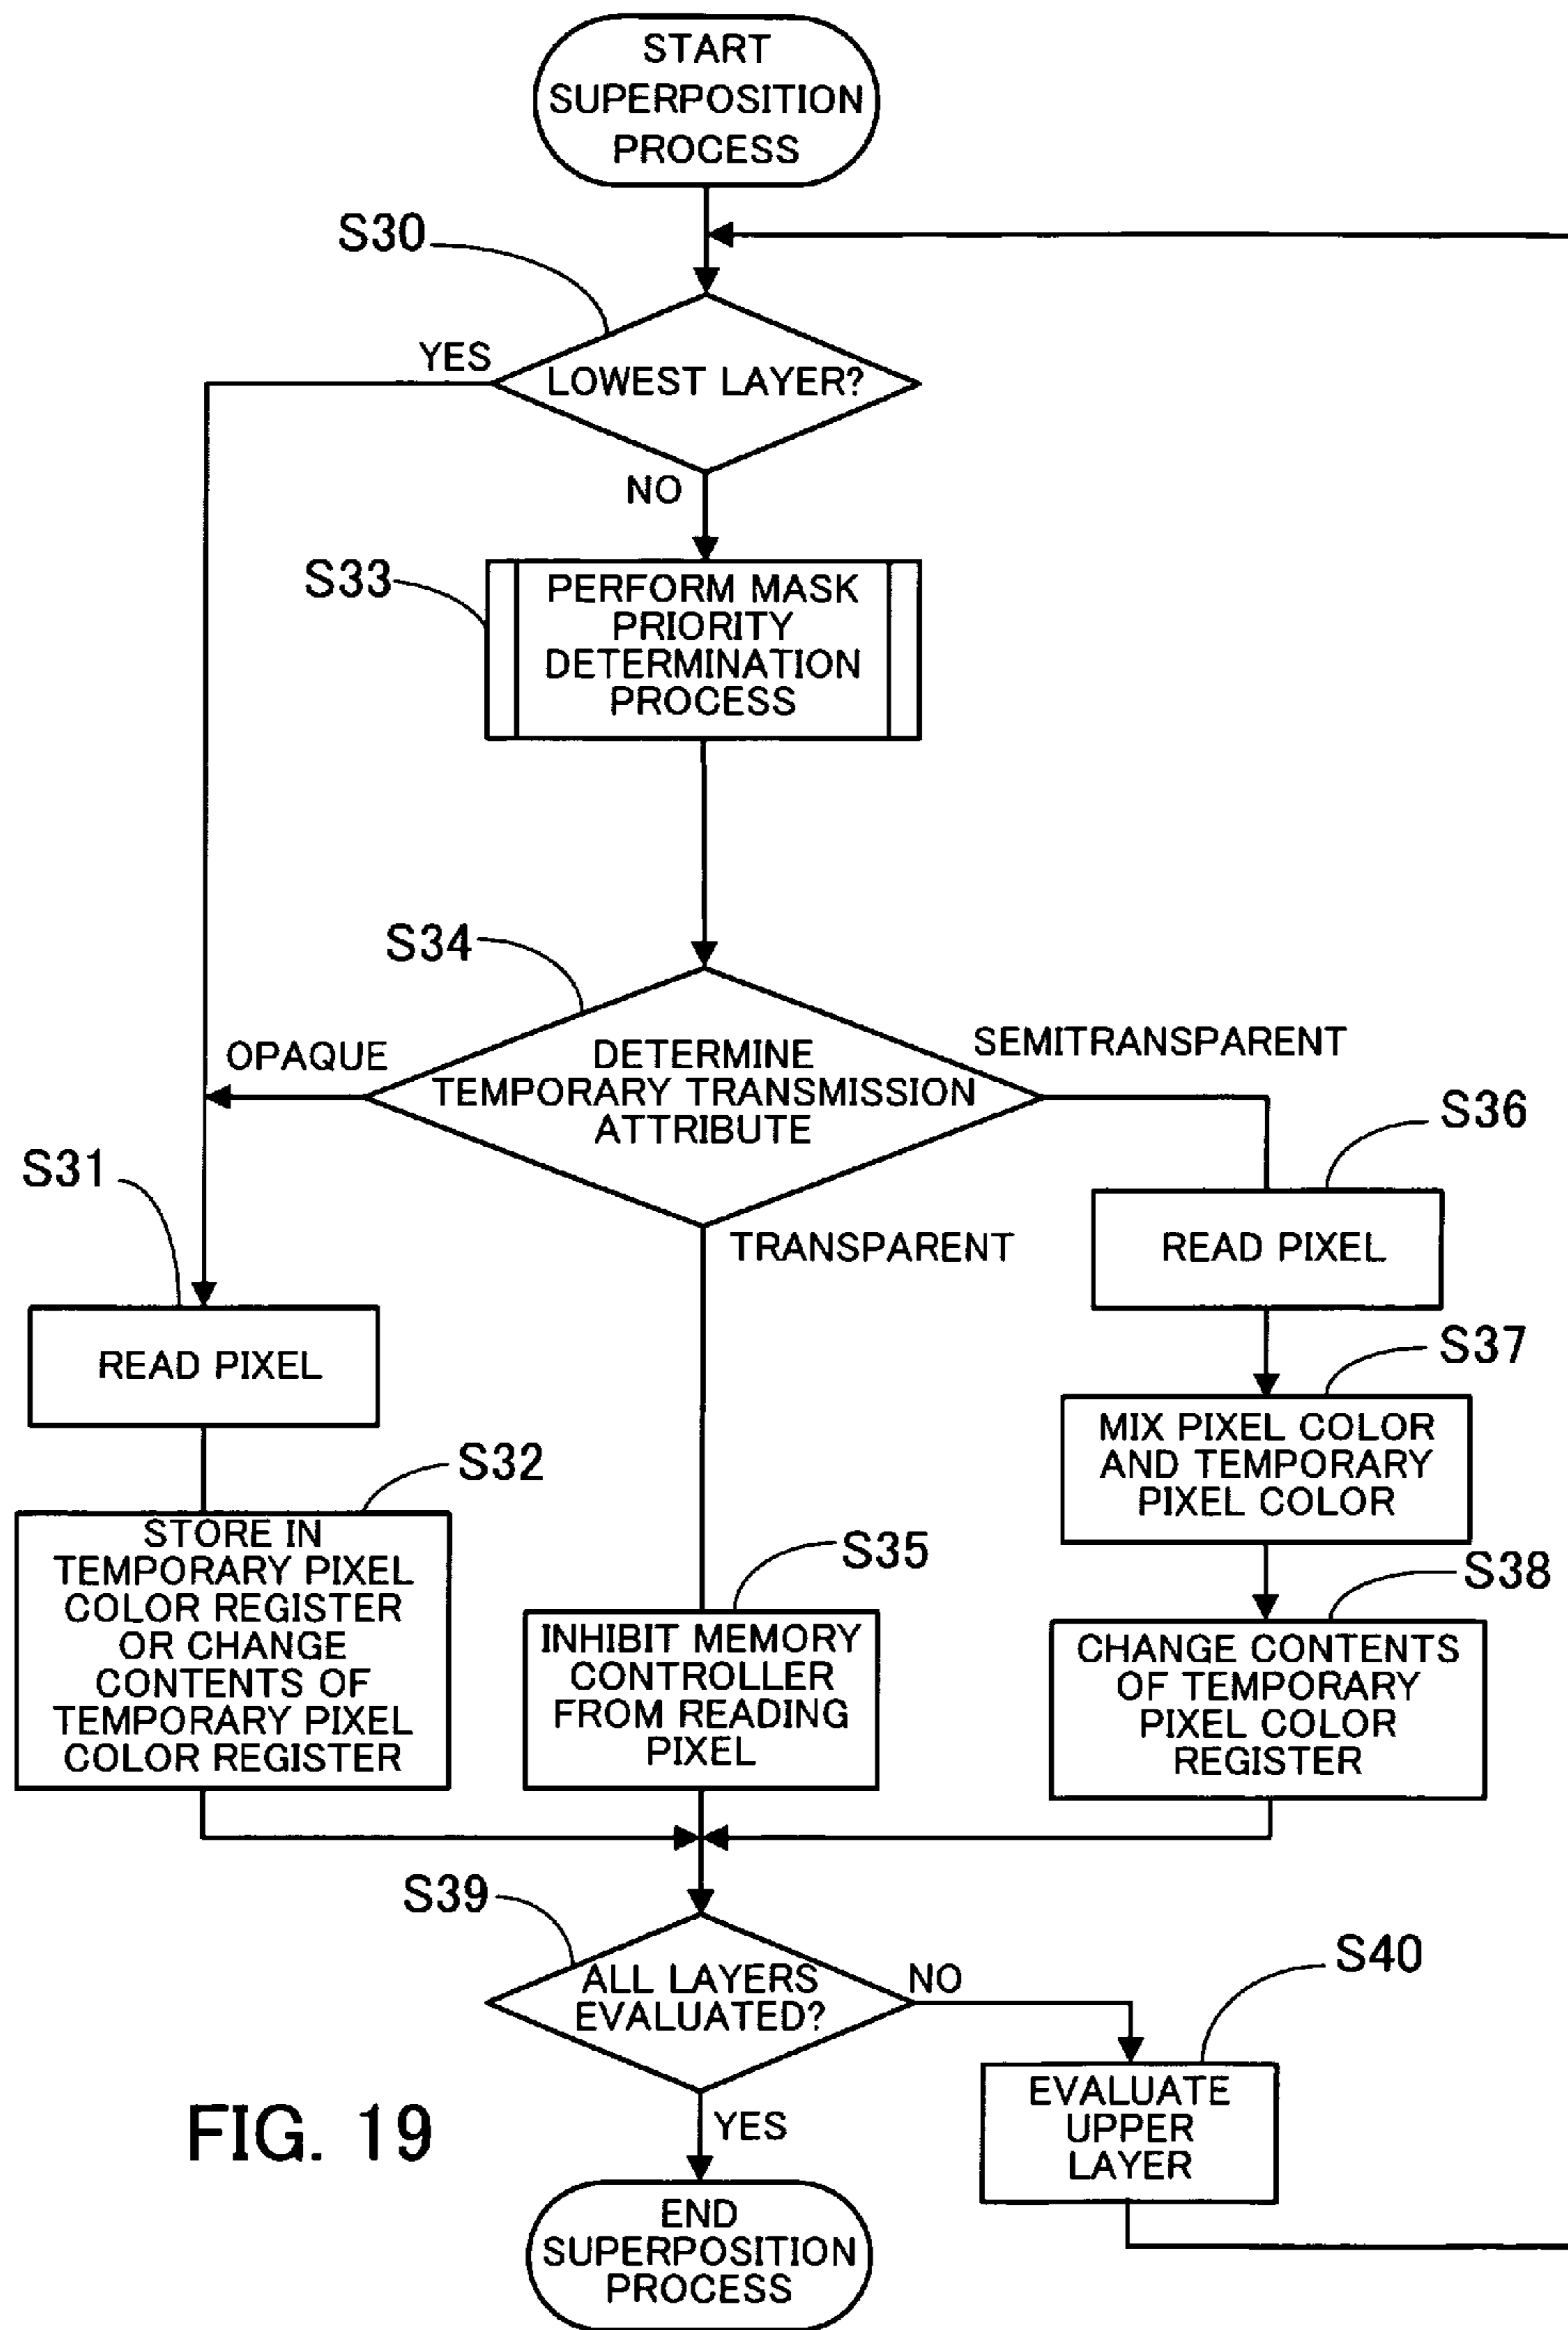 START
SUPERPOSITION
PROCESS
S30
YES
LOWEST LAYER?
NO
S33
PERFORM MASK
PRIORITY
DETERMINATION
PROCESS
S34
OPAQUE
DETERMINE
TEMPORARY TRANSMISSION
ATTRIBUTE
SEMITRANSPARENT
TRANSPARENT
S31
READ PIXEL
S32
STORE IN
TEMPORARY PIXEL
COLOR REGISTER
OR CHANGE
CONTENTS OF
TEMPORARY PIXEL
COLOR REGISTER
S35
INHIBIT MEMORY
CONTROLLER
FROM READING
PIXEL
S36
READ PIXEL
S37
MIX PIXEL COLOR
AND TEMPORARY
PIXEL COLOR
S38
CHANGE CONTENTS
OF TEMPORARY
PIXEL COLOR
REGISTER
S39
ALL LAYERS
EVALUATED?
NO
S40
EVALUATE
UPPER
LAYER
YES
END
SUPERPOSITION
PROCESS
FIG. 19